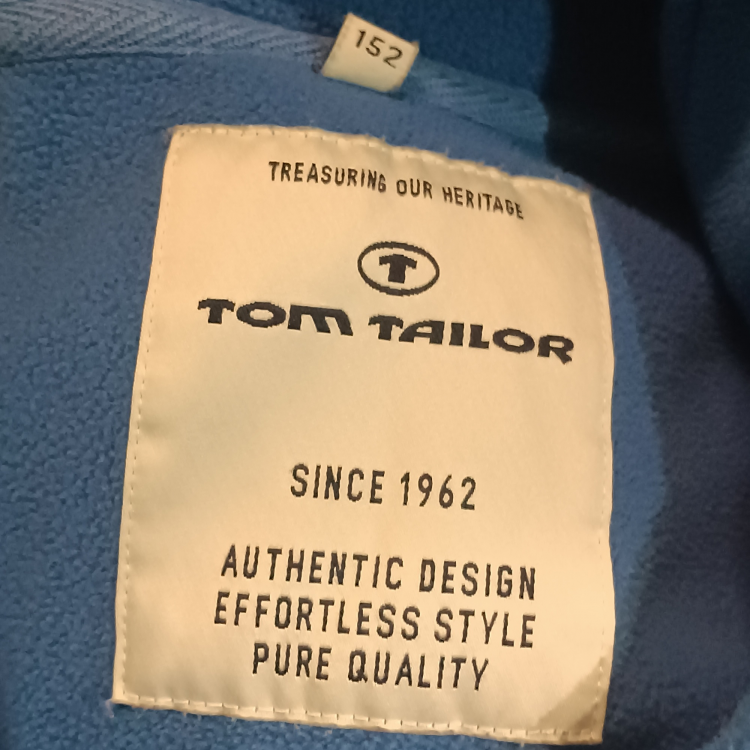 152
TREASURING OUR HERITAGE
T
TOM TAILOR
SINCE 1962
AUTHENTIC DESIGN
EFFORTLESS STYLE
PURE QUALITY